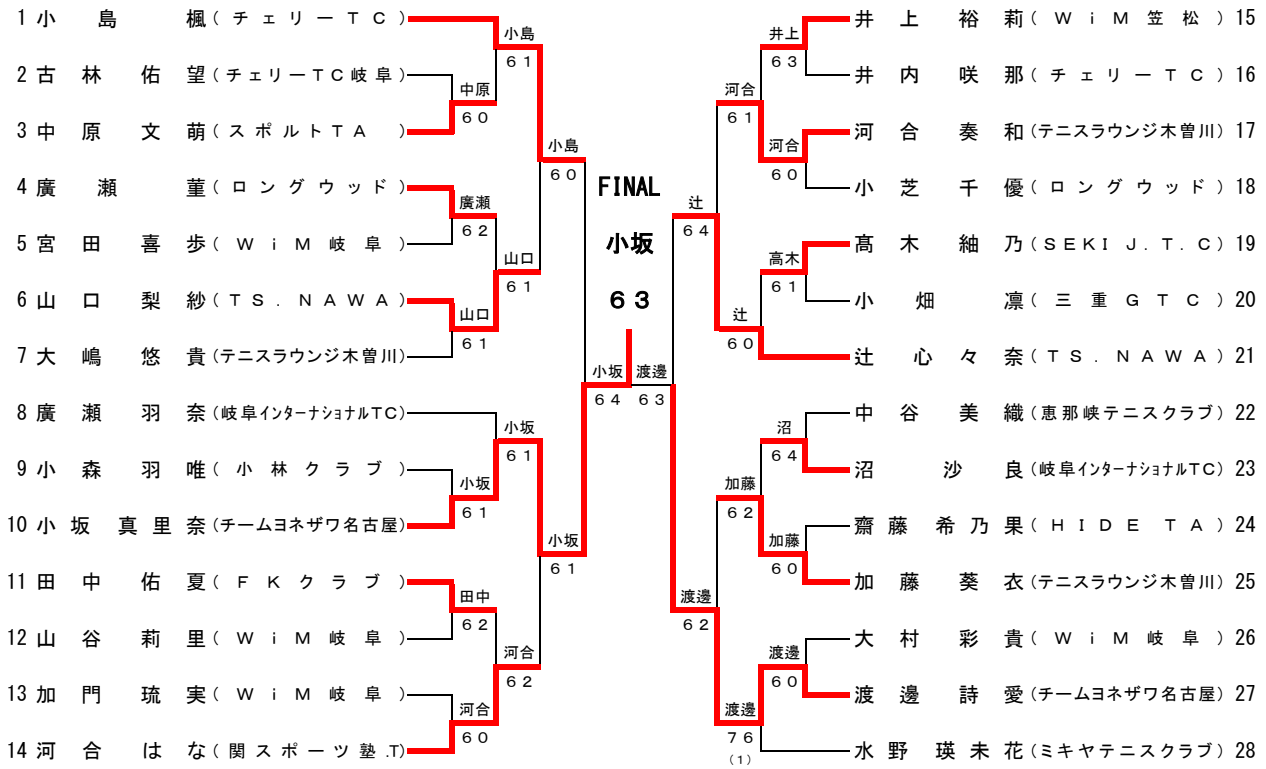 1 小島 楓 (チェリーTC)
2 古林 佑望 (チェリーTC岐阜)
3 中原 文萌 (スポルトTA)
4 廣瀬 菫 (ロングウッド)
5 宮田 喜歩 (WiM岐阜)
6 山口 梨紗 (TS.NAWA)
7 大嶋 悠貴 (テニスラウンジ木曽川)
8 廣瀬 羽奈 (岐阜インターナショナルTC)
9 小森 羽唯 (小林クラブ)
10 小坂 真里奈 (チームヨネザワ名古屋)
11 田中 佑夏 (FKクラブ)
12 山谷 莉里 (WiM岐阜)
13 加門 琉実 (WiM岐阜)
14 河合 はな (関スポーツ塾.T)
小島
61
中原
60
廣瀬
62
山口
61
小坂
61
小坂
61
田中
62
河合
60
小島
60
山口
61
小坂
61
河合
62
小坂
64
FINAL
小坂
63
渡邊
63
辻
64
渡邊
62
河合
61
辻
60
加藤
62
渡邊
76
(1)
井上
63
河合
60
高木
61
沼
64
加藤
60
渡邊
60
井上 裕莉 (WiM笠松) 15
井内 咲那 (チェリーTC) 16
河合 奏和 (テニスラウンジ木曽川) 17
小芝 千優 (ロングウッド) 18
髙木 紬乃 (SEKI J.T.C) 19
小畑 凛 (三重GTC) 20
辻 心々奈 (TS.NAWA) 21
中谷 美織 (恵那峡テニスクラブ) 22
沼 沙良 (岐阜インターナショナルTC) 23
齋藤 希乃果 (HIDE TA) 24
加藤 葵衣 (テニスラウンジ木曽川) 25
大村 彩貴 (WiM岐阜) 26
渡邊 詩愛 (チームヨネザワ名古屋) 27
水野 瑛未花 (ミキヤテニスクラブ) 28